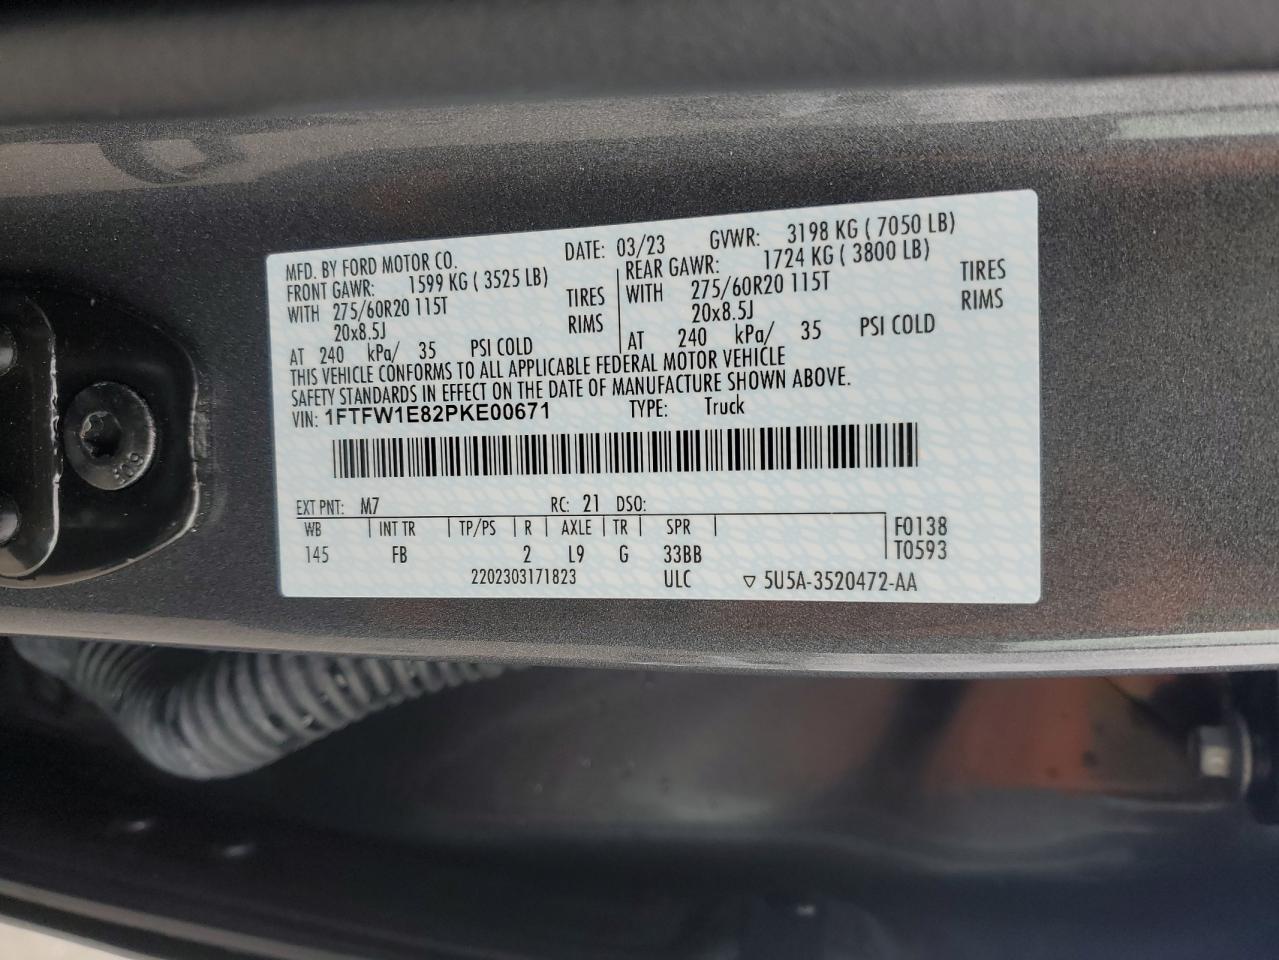 MFD. BY FORD MOTOR CO. DATE: 03/23 GVWR: 3198 KG ( 7050 LB)
FRONT GAWR: 1599 KG ( 3525 LB) REAR GAWR: 1724 KG ( 3800 LB)
WITH 275/60R20 115T TIRES WITH 275/60R20 115T TIRES
20x8.5J RIMS 20x8.5J RIMS
AT 240 kPa/ 35 PSI COLD AT 240 kPa/ 35 PSI COLD
THIS VEHICLE CONFORMS TO ALL APPLICABLE FEDERAL MOTOR VEHICLE
SAFETY STANDARDS IN EFFECT ON THE DATE OF MANUFACTURE SHOWN ABOVE.
VIN: 1FTFW1E82PKE00671 TYPE: Truck
EXT PNT: M7 RC: 21 DSO:
WB INT TR TP/PS R AXLE TR SPR F0138
145 FB 2 L9 G 33BB T0593
2202303171823 ULC ▽ 5U5A-3520472-AA